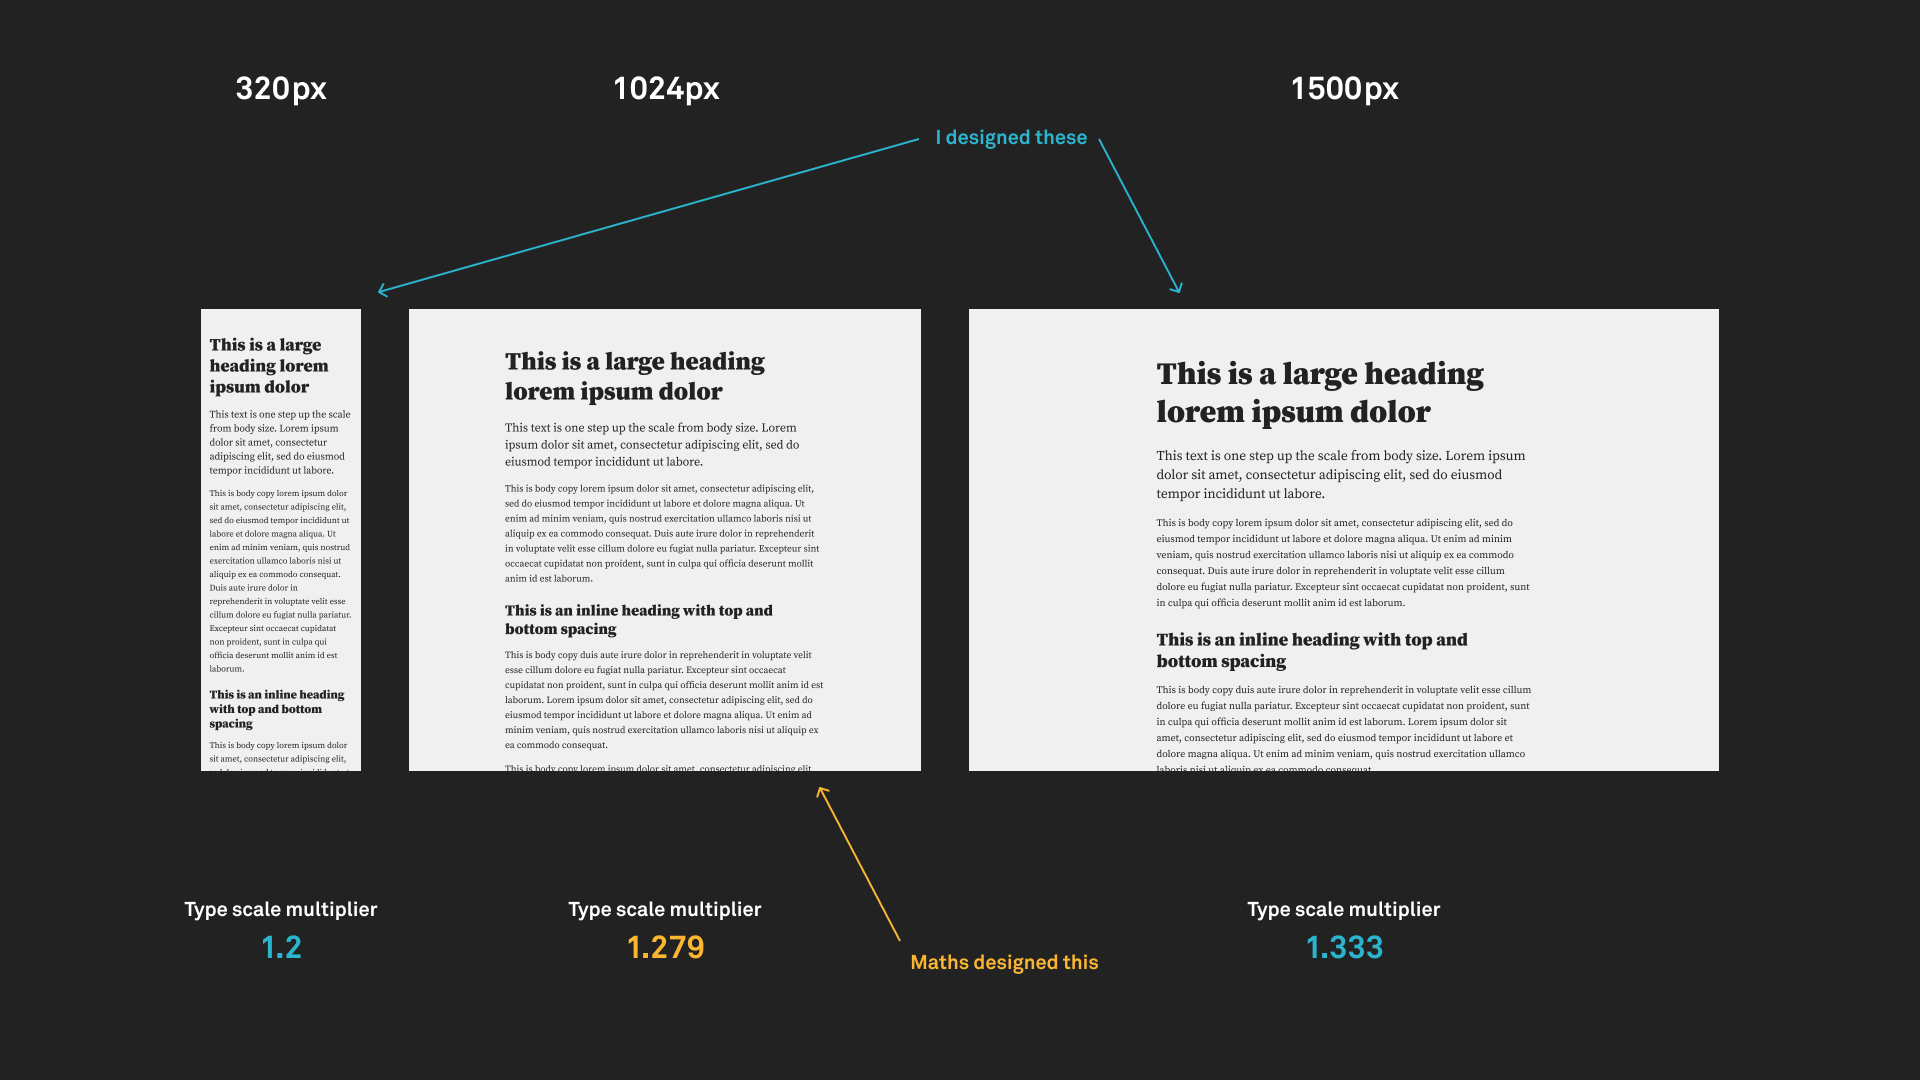 320px
1024px
1500px
I designed these
This is a large
heading lorem
ipsum dolor
This text is one step up the scale
from body size. Lorem ipsum
dolor sit amet, consectetur
adipiscing elit, sed do eiusmod
tempor incididunt ut labore.
This is body copy lorem ipsum dolor
sit amet, consectetur adipiscing elit,
sed do eiusmod tempor incididunt ut
labore et dolore magna aliqua. Ut
enim ad minim veniam, quis nostrud
exercitation ullamco laboris nisi ut
aliquip ex ea commodo consequat.
Duis aute irure dolor in
reprehenderit in voluptate velit esse
cillum dolore eu fugiat nulla pariatur.
Excepteur sint occaecat cupidatat
non proident, sunt in culpa qui
officia deserunt mollit anim id est
laborum.
This is an inline heading
with top and bottom
spacing
This is body copy lorem ipsum dolor
sit amet, consectetur adipiscing elit,
This is a large heading
lorem ipsum dolor
This text is one step up the scale from body size. Lorem
ipsum dolor sit amet, consectetur adipiscing elit, sed do
eiusmod tempor incididunt ut labore.
This is body copy lorem ipsum dolor sit amet, consectetur adipiscing elit,
sed do eiusmod tempor incididunt ut labore et dolore magna aliqua. Ut
enim ad minim veniam, quis nostrud exercitation ullamco laboris nisi ut
aliquip ex ea commodo consequat. Duis aute irure dolor in reprehenderit
in voluptate velit esse cillum dolore eu fugiat nulla pariatur. Excepteur sint
occaecat cupidatat non proident, sunt in culpa qui officia deserunt mollit
anim id est laborum.
This is an inline heading with top and
bottom spacing
This is body copy duis aute irure dolor in reprehenderit in voluptate velit
esse cillum dolore eu fugiat nulla pariatur. Excepteur sint occaecat
cupidatat non proident, sunt in culpa qui officia deserunt mollit anim id est
laborum. Lorem ipsum dolor sit amet, consectetur adipiscing elit, sed do
eiusmod tempor incididunt ut labore et dolore magna aliqua. Ut enim ad
minim veniam, quis nostrud exercitation ullamco laboris nisi ut aliquip ex
ea commodo consequat.
This is body copy lorem ipsum dolor sit amet, consectetur adipiscing elit,
This is a large heading
lorem ipsum dolor
This text is one step up the scale from body size. Lorem ipsum
dolor sit amet, consectetur adipiscing elit, sed do eiusmod
tempor incididunt ut labore.
This is body copy lorem ipsum dolor sit amet, consectetur adipiscing elit, sed do
eiusmod tempor incididunt ut labore et dolore magna aliqua. Ut enim ad minim
veniam, quis nostrud exercitation ullamco laboris nisi ut aliquip ex ea commodo
consequat. Duis aute irure dolor in reprehenderit in voluptate velit esse cillum
dolore eu fugiat nulla pariatur. Excepteur sint occaecat cupidatat non proident, sunt
in culpa qui officia deserunt mollit anim id est laborum.
This is an inline heading with top and
bottom spacing
This is body copy duis aute irure dolor in reprehenderit in voluptate velit esse cillum
dolore eu fugiat nulla pariatur. Excepteur sint occaecat cupidatat non proident, sunt
in culpa qui officia deserunt mollit anim id est laborum. Lorem ipsum dolor sit
amet, consectetur adipiscing elit, sed do eiusmod tempor incididunt ut labore et
dolore magna aliqua. Ut enim ad minim veniam, quis nostrud exercitation ullamco
laboris nisi ut aliquip ex ea commodo consequat.
Type scale multiplier
1.2
Type scale multiplier
1.279
Maths designed this
Type scale multiplier
1.333